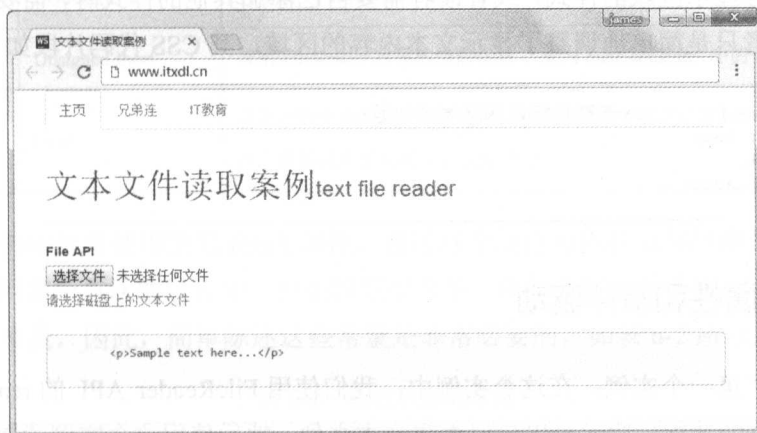 james
文本文件读取案例
www.itxdl.cn
主页 兄弟连 IT教育
文本文件读取案例text file reader
File API
选择文件 未选择任何文件
请选择磁盘上的文本文件
<p>Sample text here...</p>